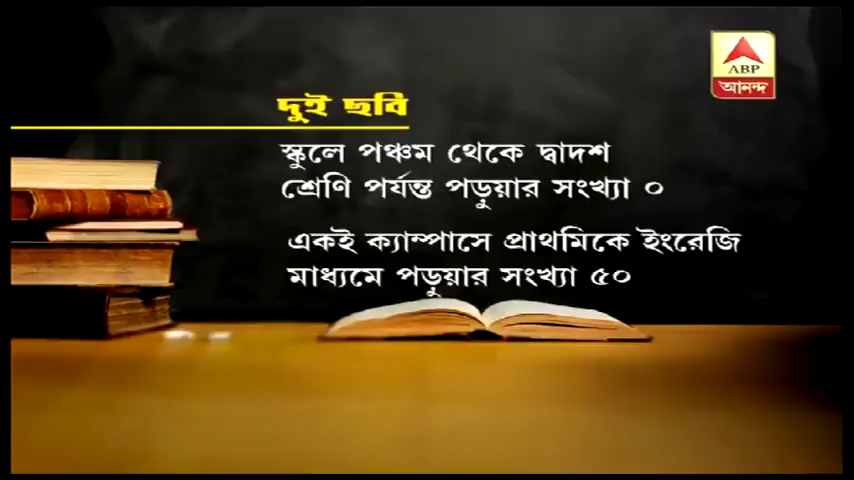 ABP
আনন্দ
দুই ছবি
স্কুলে পঞ্চম থেকে দ্বাদশ
শ্রেণি পর্যন্ত পড়ুয়ার সংখ্যা ০
একই ক্যাম্পাসে প্রাথমিকে ইংরেজি
মাধ্যমে পড়ুয়ার সংখ্যা ৫০